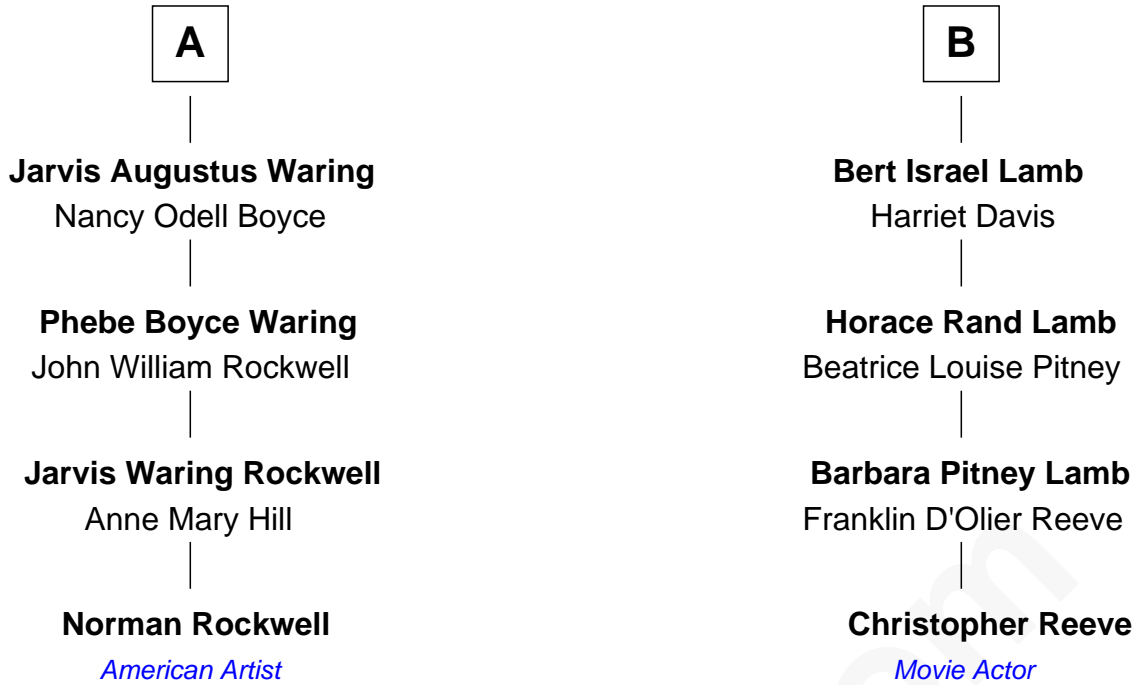 A
Jarvis Augustus Waring
Nancy Odell Boyce
Phebe Boyce Waring
John William Rockwell
Jarvis Waring Rockwell
Anne Mary Hill
Norman Rockwell
American Artist
B
Bert Israel Lamb
Harriet Davis
Horace Rand Lamb
Beatrice Louise Pitney
Barbara Pitney Lamb
Franklin D'Olier Reeve
Christopher Reeve
Movie Actor